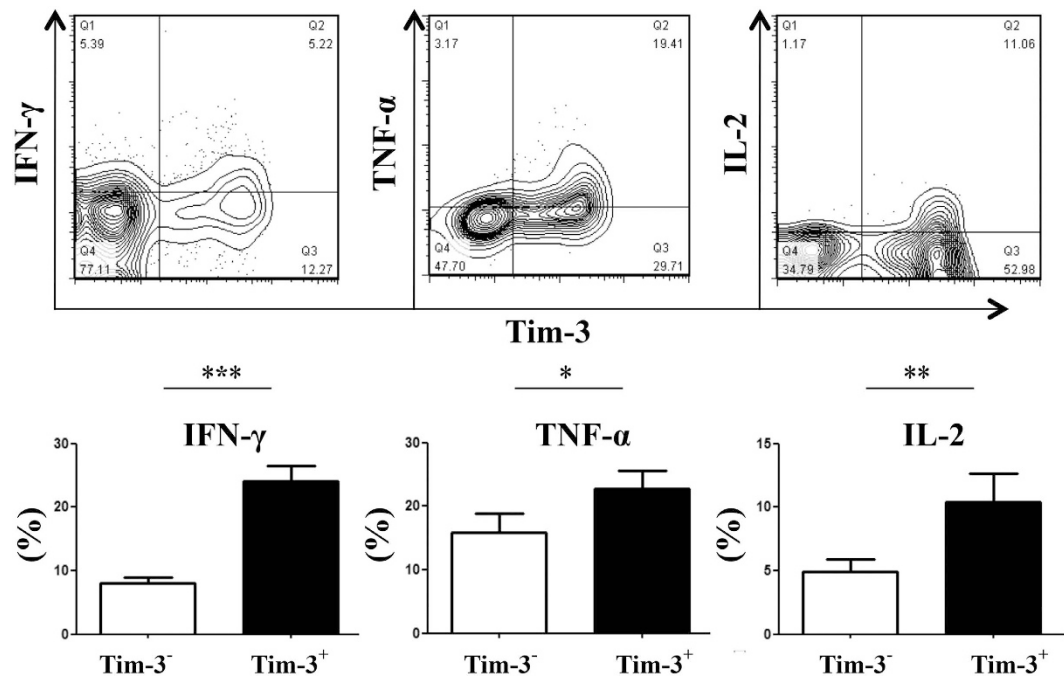 Q1 Q2
5.39 5.22
Q4 Q3
77.11 12.27
IFN-γ
Q1 Q2
3.17 19.41
Q4 Q3
47.70 29.71
TNF-α
Q1 Q2
1.17 11.06
Q4 Q3
34.79 52.98
IL-2
Tim-3
***
IFN-γ
30
20
10
0
(%)
Tim-3⁻ Tim-3⁺
*
TNF-α
30
20
10
0
(%)
Tim-3⁻ Tim-3⁺
**
IL-2
15
10
5
0
(%)
Tim-3⁻ Tim-3⁺